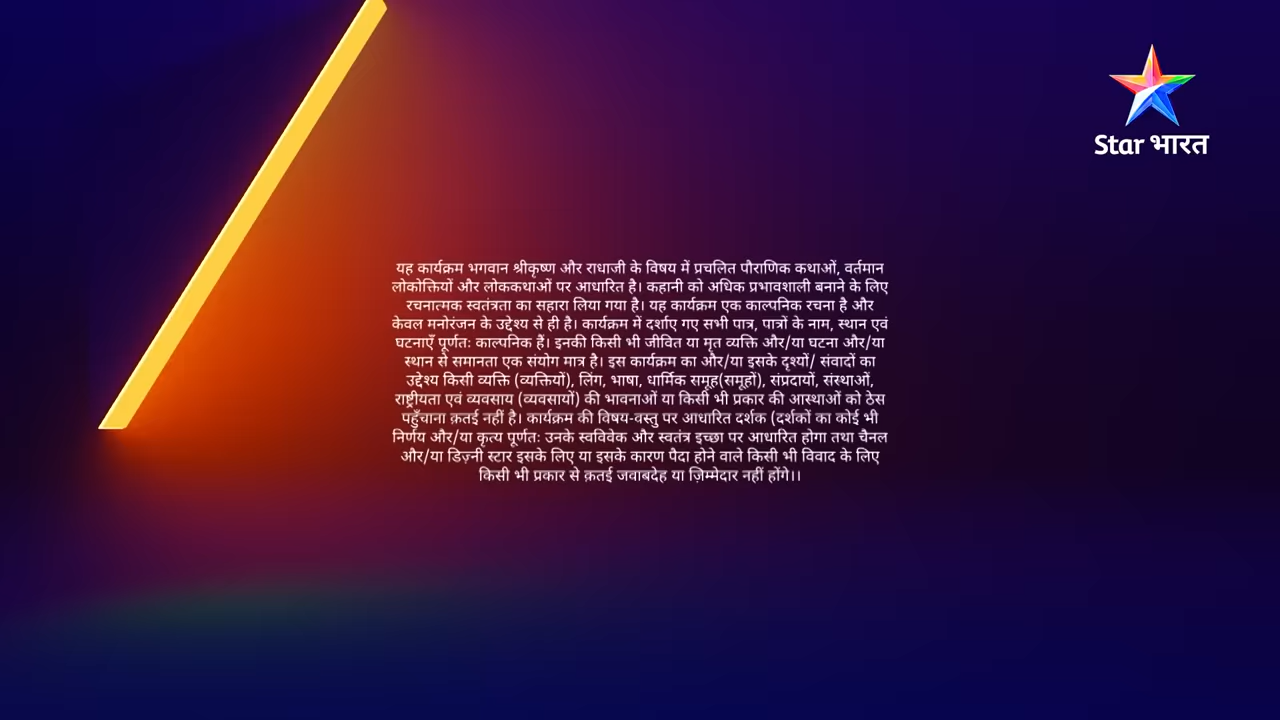 Star भारत
यह कार्यक्रम भगवान श्रीकृष्ण और राधाजी के विषय में प्रचलित पौराणिक कथाओं, वर्तमान
लोकोक्तियों और लोककथाओं पर आधारित है। कहानी को अधिक प्रभावशाली बनाने के लिए
रचनात्मक स्वतंत्रता का सहारा लिया गया है। यह कार्यक्रम एक काल्पनिक रचना है और
केवल मनोरंजन के उद्देश्य से ही है। कार्यक्रम में दर्शाए गए सभी पात्र, पात्रों के नाम, स्थान एवं
घटनाएँ पूर्णतः काल्पनिक हैं। इनकी किसी भी जीवित या मृत व्यक्ति और/या घटना और/या
स्थान से समानता एक संयोग मात्र है। इस कार्यक्रम का और/या इसके दृश्यों/ संवादों का
उद्देश्य किसी व्यक्ति (व्यक्तियों), लिंग, भाषा, धार्मिक समूह(समूहों), संप्रदायों, संस्थाओं,
राष्ट्रीयता एवं व्यवसाय (व्यवसायों) की भावनाओं या किसी भी प्रकार की आस्थाओं को ठेस
पहुँचाना क़तई नहीं है। कार्यक्रम की विषय-वस्तु पर आधारित दर्शक (दर्शकों का कोई भी
निर्णय और/या कृत्य पूर्णतः उनके स्वविवेक और स्वतंत्र इच्छा पर आधारित होगा तथा चैनल
और/या डिज़्नी स्टार इसके लिए या इसके कारण पैदा होने वाले किसी भी विवाद के लिए
किसी भी प्रकार से क़तई जवाबदेह या ज़िम्मेदार नहीं होंगे।।